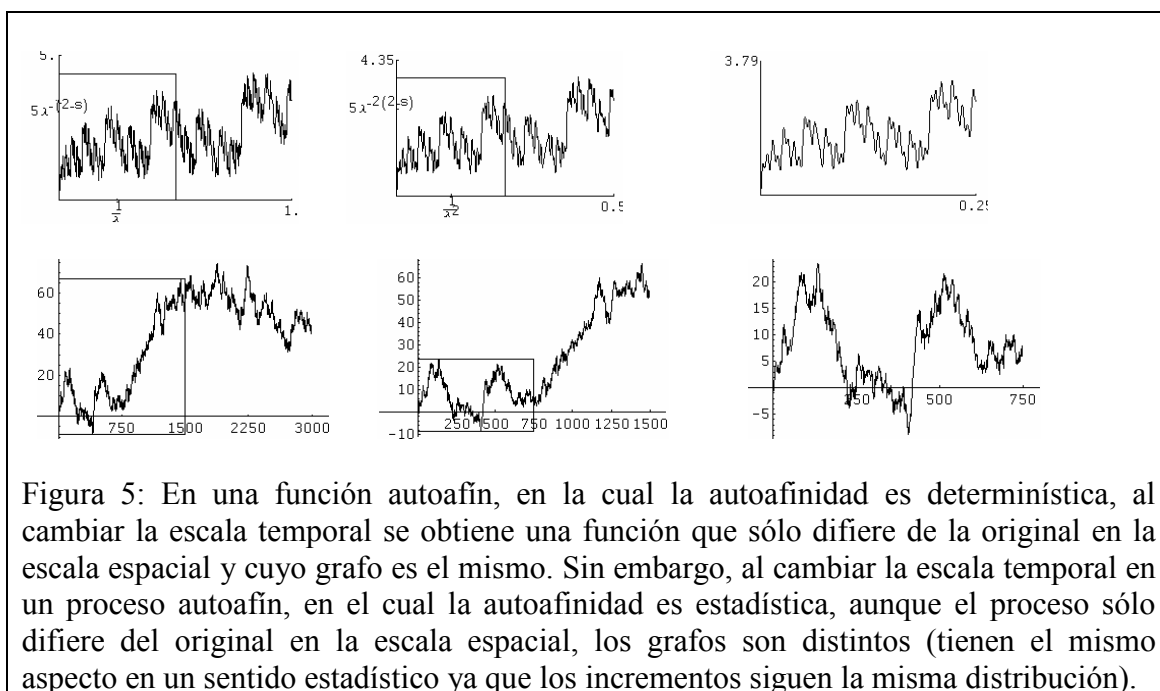 5.
5λ-1(2-s)
1/λ
1.
4.35
5λ-2(2-s)
1/λ2
0.5
3.79
0.25
60
40
20
750 1500 2250 3000
60
50
40
30
20
10
-10
250 500 750 1000 1250 1500
20
15
10
5
-5
250 500 750
Figura 5: En una función autoafín, en la cual la autoafinidad es determinística, al
cambiar la escala temporal se obtiene una función que sólo difiere de la original en la
escala espacial y cuyo grafo es el mismo. Sin embargo, al cambiar la escala temporal en
un proceso autoafín, en el cual la autoafinidad es estadística, aunque el proceso sólo
difiere del original en la escala espacial, los grafos son distintos (tienen el mismo
aspecto en un sentido estadístico ya que los incrementos siguen la misma distribución).